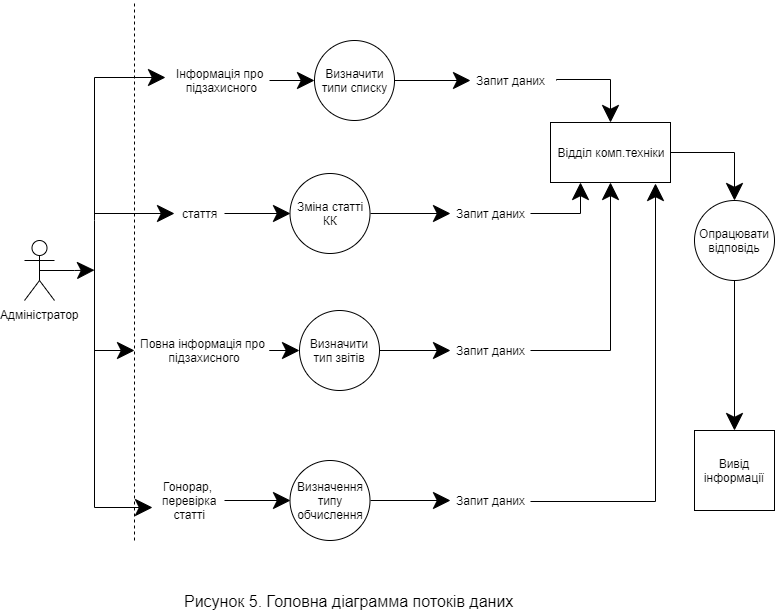 Інформація про
підзахисного
Визначити
типи списку
Запит даних
Відділ комп.техніки
стаття
Зміна статті
КК
Запит даних
Опрацювати
відповідь
Адміністратор
Повна інформація про
підзахисного
Визначити
тип звітів
Запит даних
Гонорар,
перевірка
статті
Визначення
типу
обчислення
Запит даних
Вивід
інформації
Рисунок 5. Головна діаграмма потоків даних